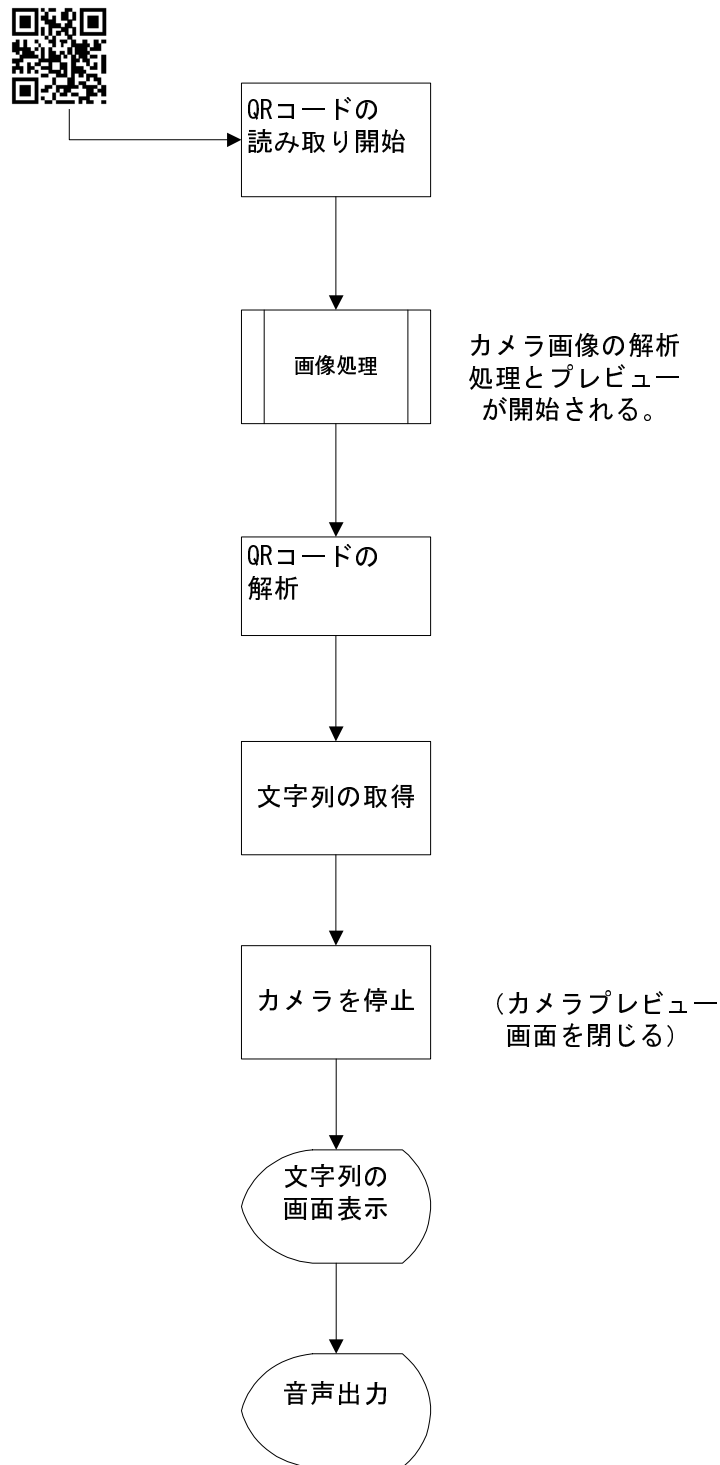 QRコードの
読み取り開始
画像処理
カメラ画像の解析
処理とプレビュー
が開始される。
QRコードの
解析
文字列の取得
カメラを停止
（カメラプレビュー
画面を閉じる）
文字列の
画面表示
音声出力